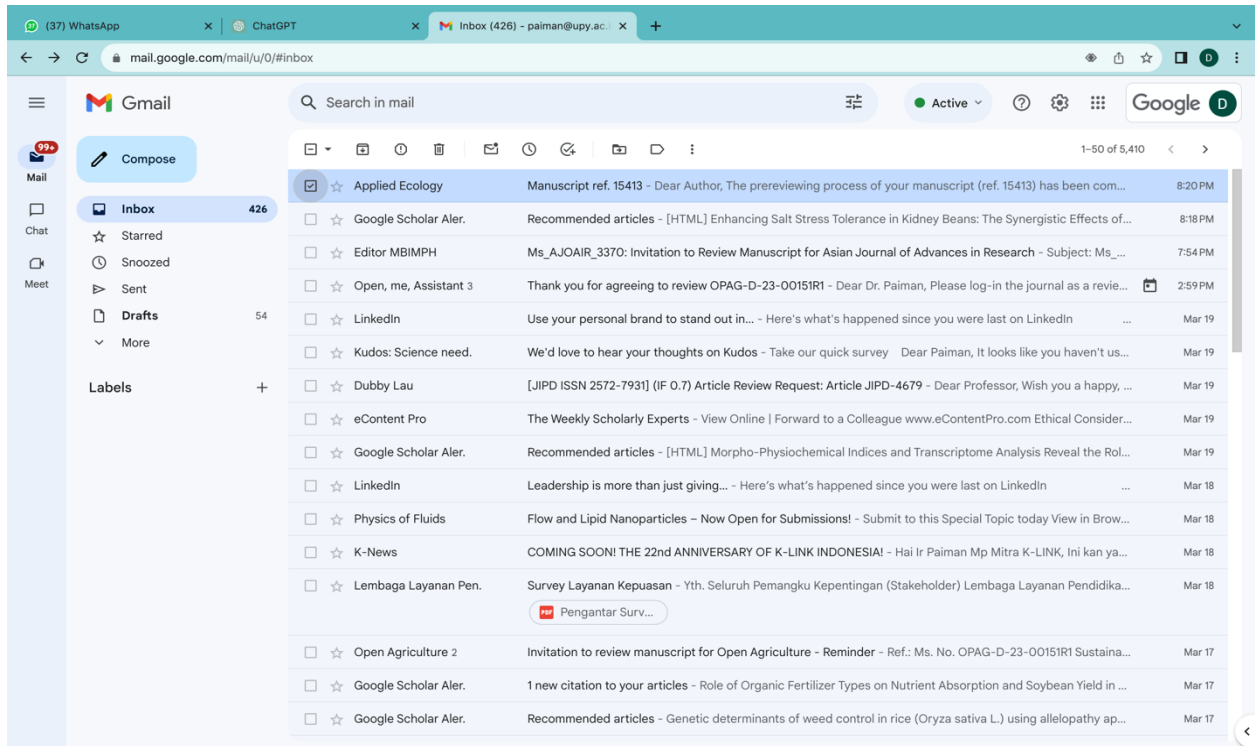 (37) WhatsApp
ChatGPT
Inbox (426) - paiman@upy.ac.i
mail.google.com/mail/u/0/#inbox
D
Gmail
Search in mail
Active
Google D
99+
Mail
Chat
Meet
Compose
Inbox 426
Starred
Snoozed
Sent
Drafts 54
More
Labels
1–50 of 5,410
Applied Ecology Manuscript ref. 15413 - Dear Author, The prereviewing process of your manuscript (ref. 15413) has been com... 8:20 PM
Google Scholar Aler. Recommended articles - [HTML] Enhancing Salt Stress Tolerance in Kidney Beans: The Synergistic Effects of... 8:18 PM
Editor MBIMPH Ms_AJOAIR_3370: Invitation to Review Manuscript for Asian Journal of Advances in Research - Subject: Ms_... 7:54 PM
Open, me, Assistant 3 Thank you for agreeing to review OPAG-D-23-00151R1 - Dear Dr. Paiman, Please log-in the journal as a revie... 2:59 PM
LinkedIn Use your personal brand to stand out in... - Here's what's happened since you were last on LinkedIn ... Mar 19
Kudos: Science need. We'd love to hear your thoughts on Kudos - Take our quick survey Dear Paiman, It looks like you haven't us... Mar 19
Dubby Lau [JIPD ISSN 2572-7931] (IF 0.7) Article Review Request: Article JIPD-4679 - Dear Professor, Wish you a happy, ... Mar 19
eContent Pro The Weekly Scholarly Experts - View Online | Forward to a Colleague www.eContentPro.com Ethical Consider... Mar 19
Google Scholar Aler. Recommended articles - [HTML] Morpho-Physiochemical Indices and Transcriptome Analysis Reveal the Rol... Mar 19
LinkedIn Leadership is more than just giving... - Here's what's happened since you were last on LinkedIn ... Mar 18
Physics of Fluids Flow and Lipid Nanoparticles – Now Open for Submissions! - Submit to this Special Topic today View in Brow... Mar 18
K-News COMING SOON! THE 22nd ANNIVERSARY OF K-LINK INDONESIA! - Hai Ir Paiman Mp Mitra K-LINK, Ini kan ya... Mar 18
Lembaga Layanan Pen. Survey Layanan Kepuasan - Yth. Seluruh Pemangku Kepentingan (Stakeholder) Lembaga Layanan Pendidika... Mar 18
PDF Pengantar Surv...
Open Agriculture 2 Invitation to review manuscript for Open Agriculture - Reminder - Ref.: Ms. No. OPAG-D-23-00151R1 Sustaina... Mar 17
Google Scholar Aler. 1 new citation to your articles - Role of Organic Fertilizer Types on Nutrient Absorption and Soybean Yield in ... Mar 17
Google Scholar Aler. Recommended articles - Genetic determinants of weed control in rice (Oryza sativa L.) using allelopathy ap... Mar 17